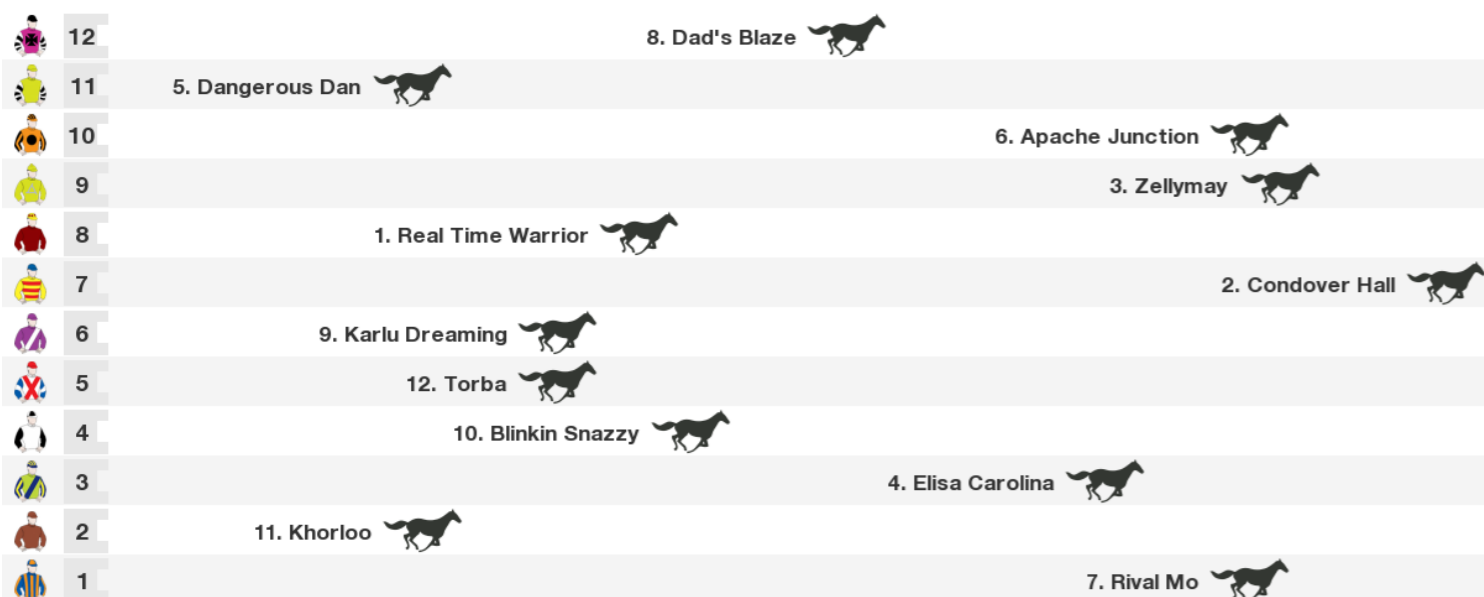 12 8. Dad's Blaze
11 5. Dangerous Dan
10 6. Apache Junction
9 3. Zellymay
8 1. Real Time Warrior
7 2. Condover Hall
6 9. Karlu Dreaming
5 12. Torba
4 10. Blinkin Snazzy
3 4. Elisa Carolina
2 11. Khorloo
1 7. Rival Mo